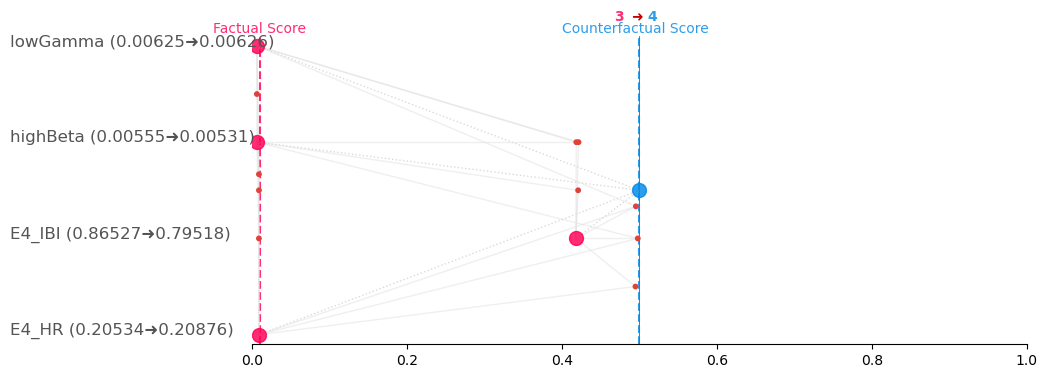 3 ➜ 4
Factual Score Counterfactual Score
lowGamma (0.00625➜0.00626)
highBeta (0.00555➜0.00531)
E4_IBI (0.86527➜0.79518)
E4_HR (0.20534➜0.20876)
0.0 0.2 0.4 0.6 0.8 1.0